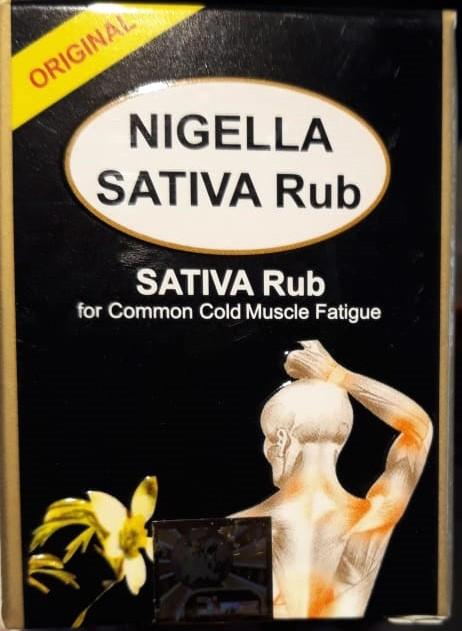 ORIGINAL
NIGELLA
SATIVA Rub
SATIVA Rub
for Common Cold Muscle Fatigue